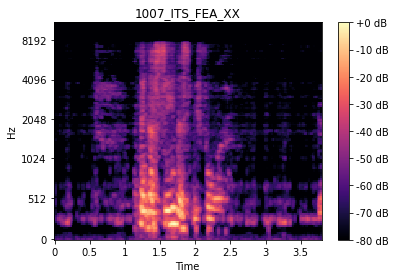 1007_ITS_FEA_XX
+0 dB
8192
-10 dB
4096
-20 dB
-30 dB
2048
Hz
-40 dB
1024
-50 dB
-60 dB
512
-70 dB
0
-80 dB
0 0.5 1 1.5 2 2.5 3 3.5
Time